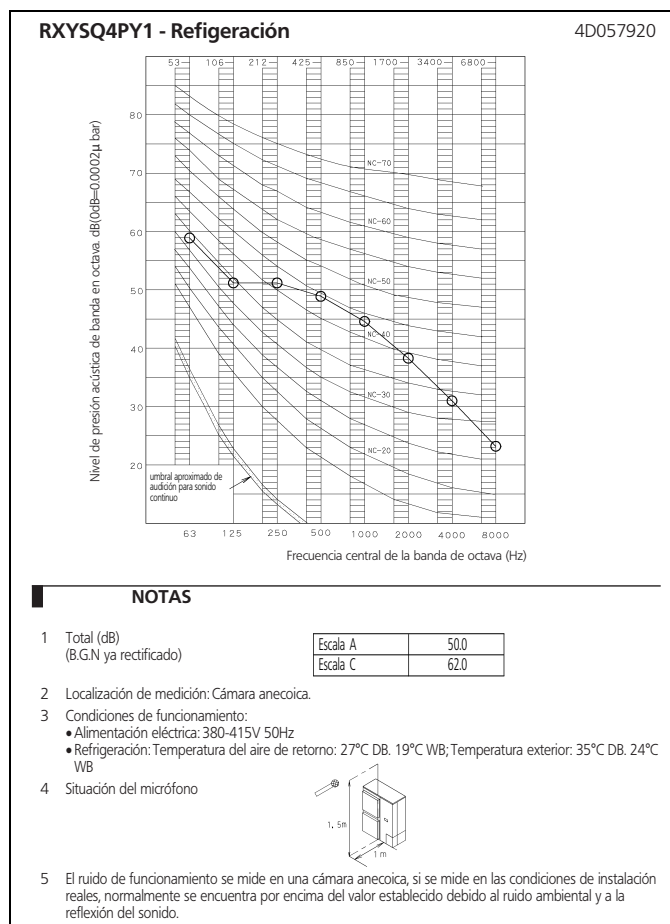 RXYSQ4PY1 - Refigeración
4D057920
53 106 212 425 850 1700 3400 6800
Nivel de presión acústica de banda en octava. dB(0dB=0.0002µ bar)
80
70
60
50
40
30
20
NC-70
NC-60
NC-50
NC-40
NC-30
NC-20
umbral aproximado de
audición para sonido
continuo
63 125 250 500 1000 2000 4000 8000
Frecuencia central de la banda de octava (Hz)
NOTAS
1 Total (dB)
(B.G.N ya rectificado)
Escala A 50.0
Escala C 62.0
2 Localización de medición: Cámara anecoica.
3 Condiciones de funcionamiento:
• Alimentación eléctrica: 380-415V 50Hz
• Refrigeración: Temperatura del aire de retorno: 27°C DB. 19°C WB; Temperatura exterior: 35°C DB. 24°C
WB
4 Situación del micrófono
1,5m
1m
5 El ruido de funcionamiento se mide en una cámara anecoica, si se mide en las condiciones de instalación
reales, normalmente se encuentra por encima del valor establecido debido al ruido ambiental y a la
reflexión del sonido.